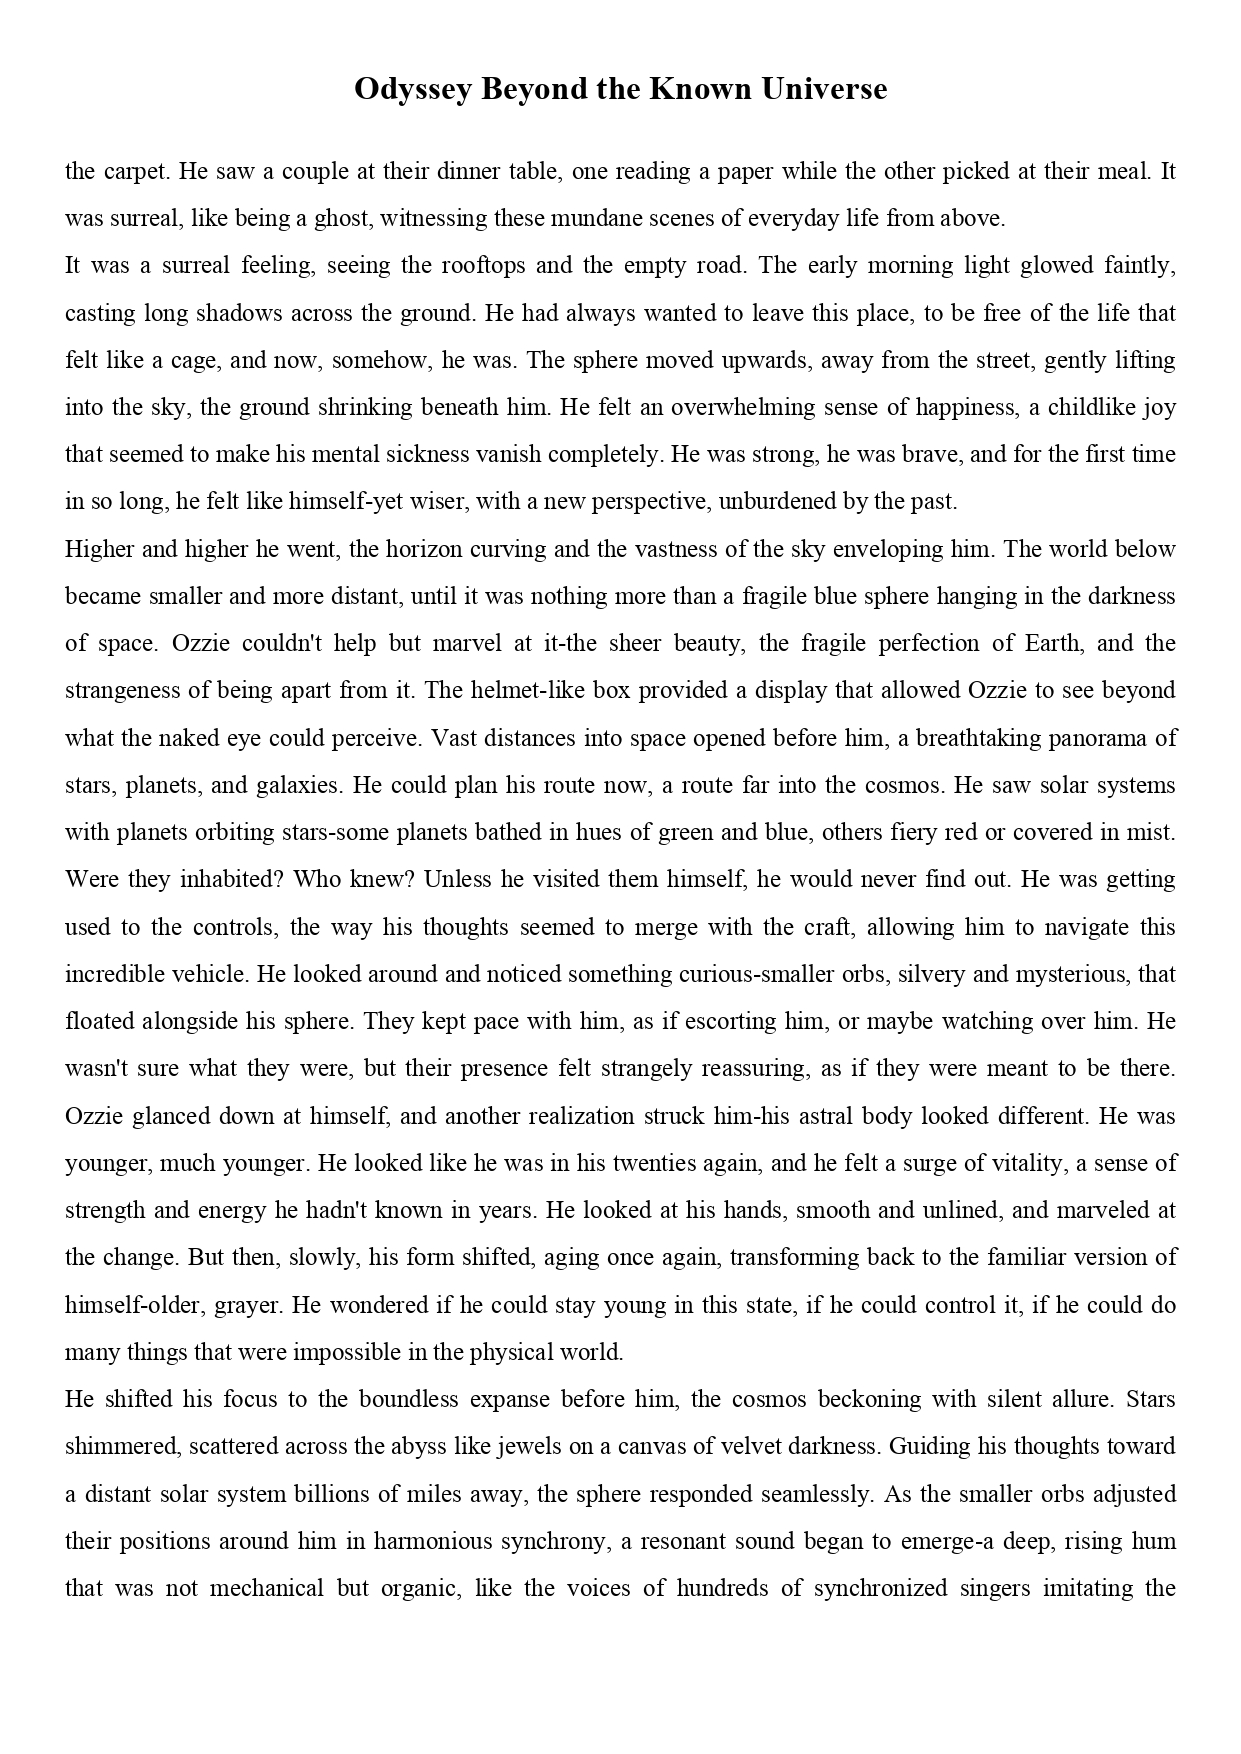 Odyssey Beyond the Known Universe
the carpet. He saw a couple at their dinner table, one reading a paper while the other picked at their meal. It
was surreal, like being a ghost, witnessing these mundane scenes of everyday life from above.
It was a surreal feeling, seeing the rooftops and the empty road. The early morning light glowed faintly,
casting long shadows across the ground. He had always wanted to leave this place, to be free of the life that
felt like a cage, and now, somehow, he was. The sphere moved upwards, away from the street, gently lifting
into the sky, the ground shrinking beneath him. He felt an overwhelming sense of happiness, a childlike joy
that seemed to make his mental sickness vanish completely. He was strong, he was brave, and for the first time
in so long, he felt like himself-yet wiser, with a new perspective, unburdened by the past.
Higher and higher he went, the horizon curving and the vastness of the sky enveloping him. The world below
became smaller and more distant, until it was nothing more than a fragile blue sphere hanging in the darkness
of space. Ozzie couldn't help but marvel at it-the sheer beauty, the fragile perfection of Earth, and the
strangeness of being apart from it. The helmet-like box provided a display that allowed Ozzie to see beyond
what the naked eye could perceive. Vast distances into space opened before him, a breathtaking panorama of
stars, planets, and galaxies. He could plan his route now, a route far into the cosmos. He saw solar systems
with planets orbiting stars-some planets bathed in hues of green and blue, others fiery red or covered in mist.
Were they inhabited? Who knew? Unless he visited them himself, he would never find out. He was getting
used to the controls, the way his thoughts seemed to merge with the craft, allowing him to navigate this
incredible vehicle. He looked around and noticed something curious-smaller orbs, silvery and mysterious, that
floated alongside his sphere. They kept pace with him, as if escorting him, or maybe watching over him. He
wasn't sure what they were, but their presence felt strangely reassuring, as if they were meant to be there.
Ozzie glanced down at himself, and another realization struck him-his astral body looked different. He was
younger, much younger. He looked like he was in his twenties again, and he felt a surge of vitality, a sense of
strength and energy he hadn't known in years. He looked at his hands, smooth and unlined, and marveled at
the change. But then, slowly, his form shifted, aging once again, transforming back to the familiar version of
himself-older, grayer. He wondered if he could stay young in this state, if he could control it, if he could do
many things that were impossible in the physical world.
He shifted his focus to the boundless expanse before him, the cosmos beckoning with silent allure. Stars
shimmered, scattered across the abyss like jewels on a canvas of velvet darkness. Guiding his thoughts toward
a distant solar system billions of miles away, the sphere responded seamlessly. As the smaller orbs adjusted
their positions around him in harmonious synchrony, a resonant sound began to emerge-a deep, rising hum
that was not mechanical but organic, like the voices of hundreds of synchronized singers imitating the